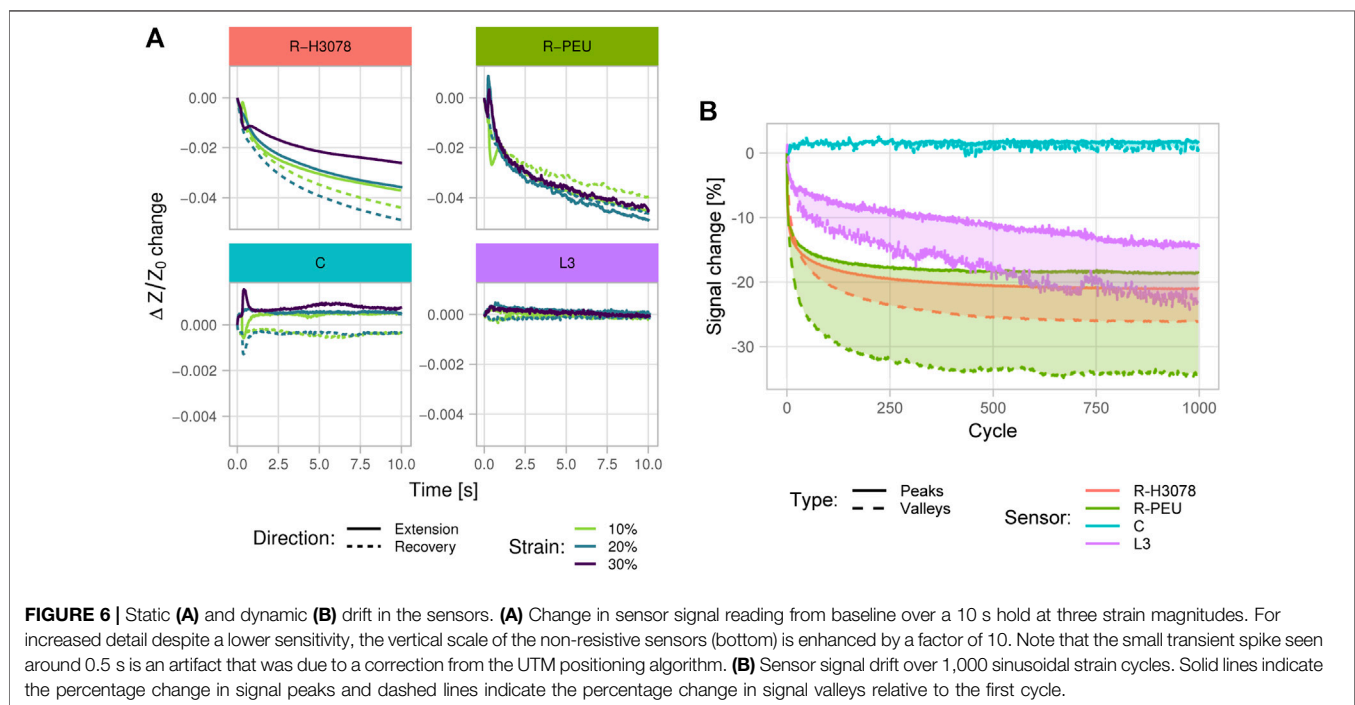 A
R−H3078
R−PEU
0.00
−0.02
−0.04
C
L3
0.000
−0.002
−0.004
0.000
−0.002
−0.004
Δ Z/Z0 change
0.0 2.5 5.0 7.5 10.0
0.0 2.5 5.0 7.5 10.0
Time [s]
Direction:
Extension
Recovery
Strain:
10%
20%
30%
B
0
-10
-20
-30
Signal change [%]
0 250 500 750 1000
Cycle
Type:
Peaks
Valleys
Sensor:
R-H3078
R-PEU
C
L3
FIGURE 6 | Static (A) and dynamic (B) drift in the sensors. (A) Change in sensor signal reading from baseline over a 10 s hold at three strain magnitudes. For
increased detail despite a lower sensitivity, the vertical scale of the non-resistive sensors (bottom) is enhanced by a factor of 10. Note that the small transient spike seen
around 0.5 s is an artifact that was due to a correction from the UTM positioning algorithm. (B) Sensor signal drift over 1,000 sinusoidal strain cycles. Solid lines indicate
the percentage change in signal peaks and dashed lines indicate the percentage change in signal valleys relative to the first cycle.